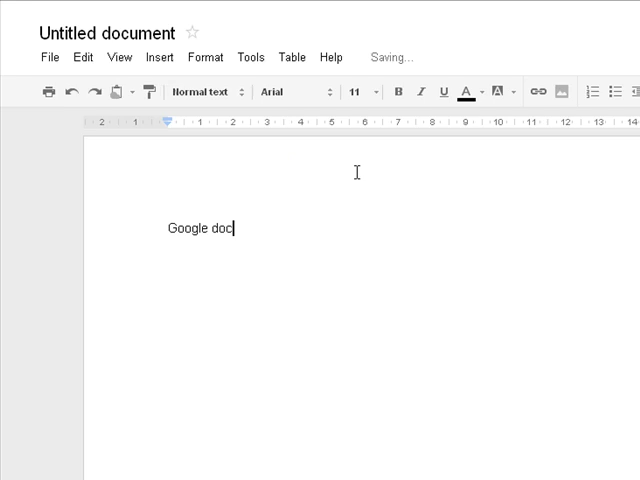 Untitled document
File Edit View Insert Format Tools Table Help Saving...
Normal text Arial 11 B I U A A
2 1 1 2 3 4 5 6 7 8 9 10 11 12 13 14
Google doc